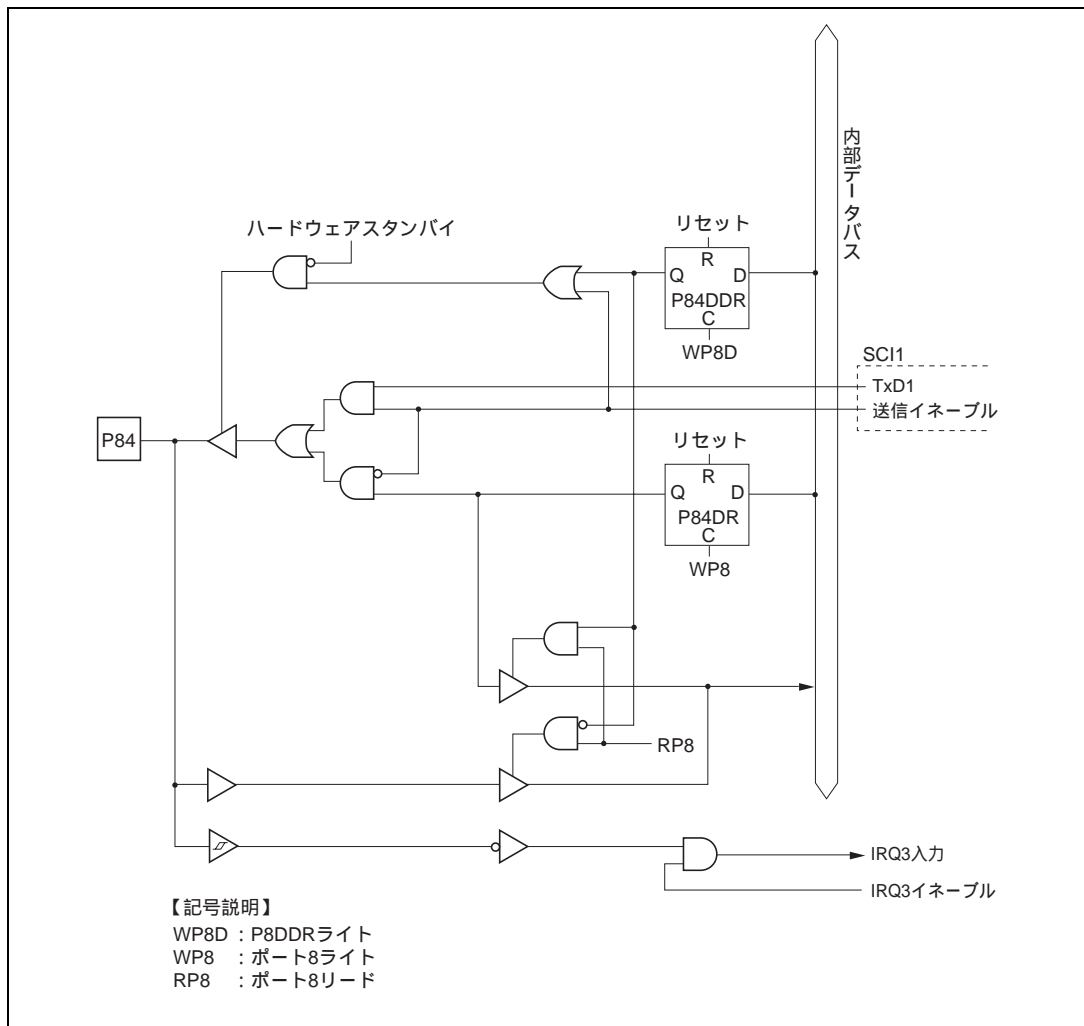 内部データバス
ハードウェアスタンバイ
リセット
R
Q D
P84DDR
C
WP8D
SCI1
TxD1
送信イネーブル
P84
リセット
R
Q D
P84DR
C
WP8
RP8
IRQ3入力
IRQ3イネーブル
【記号説明】
WP8D : P8DDRライト
WP8 : ポート8ライト
RP8 : ポート8リード